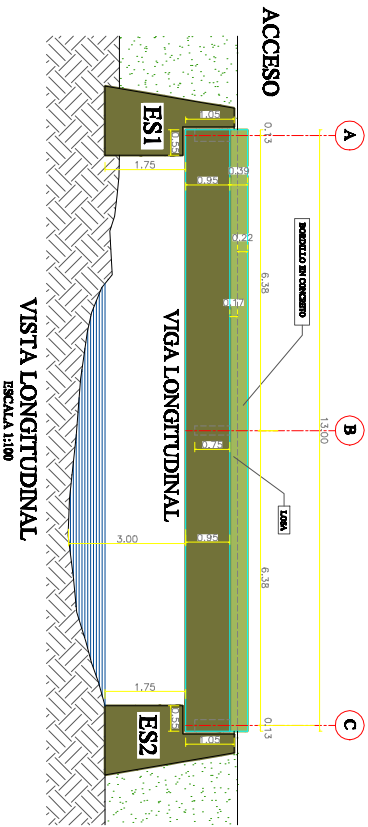 A B C
13.00
BORDILLO EN CONCRETO
LOSA
ACCESO
0.13 6.38 6.38 0.13
0.22
0.39
0.17
1.05 0.95 0.75 0.95 1.05
VIGA LONGITUDINAL
ES1 0.55 0.55 ES2
1.75 3.00 1.75
VISTA LONGITUDINAL
ESCALA 1:100